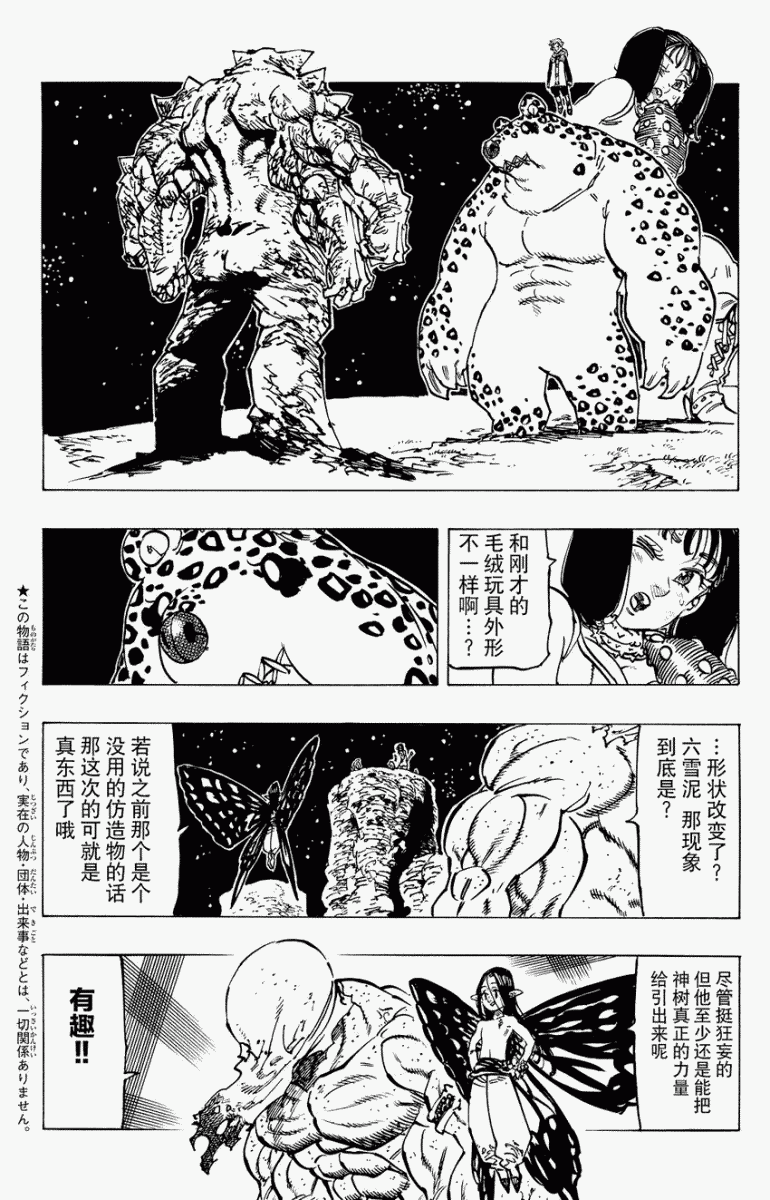 和刚才的
毛绒玩具外形
不一样啊…?
…形状改变了?
六雪泥 那现象
到底是?
若说之前那个是个
没用的仿造物的话
那这次的可就是
真东西了哦
尽管挺狂妄的
但他至少还是能把
神树真正的力量
给引出来呢
有趣!!
★この物語はフィクションであり、実在の人物・団体・出来事などとは、一切関係ありません。